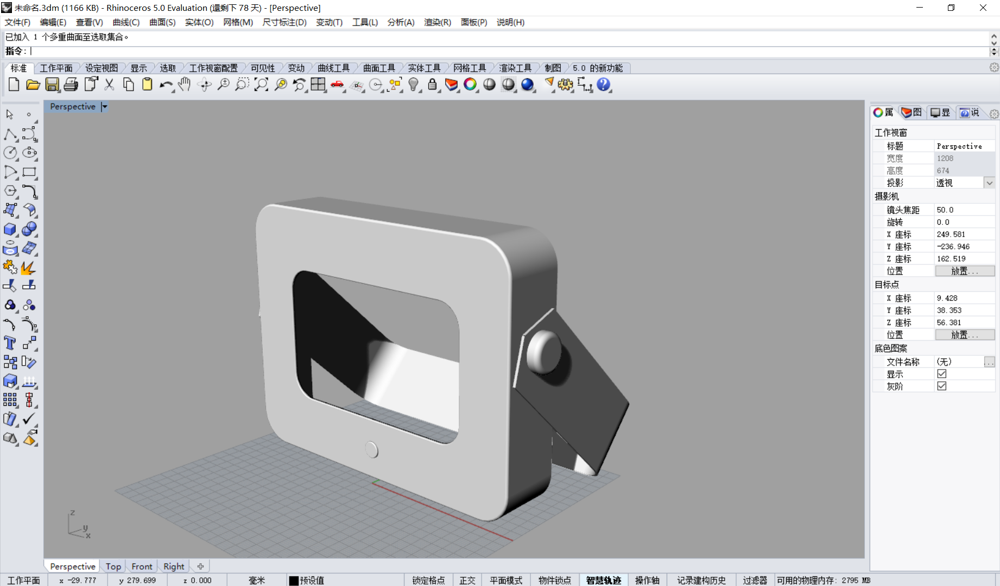 未命名.3dm (1166 KB) - Rhinoceros 5.0 Evaluation (還剩下 78 天) - [Perspective]
文件(F) 编辑(E) 查看(V) 曲线(C) 曲面(S) 实体(O) 网格(M) 尺寸标注(D) 变动(T) 工具(L) 分析(A) 渲染(R) 面板(P) 说明(H)
已加入 1 个多重曲面至选取集合。
指令:
标准 工作平面 设定视图 显示 选取 工作视窗配置 可见性 变动 曲线工具 曲面工具 实体工具 网格工具 渲染工具 制图 5.0 的新功能
Perspective
属 图 显 说
工作视窗
标题 Perspective
宽度 1208
高度 674
投影 透视
摄影机
镜头焦距 50.0
旋转 0.0
X 座标 249.581
Y 座标 -236.946
Z 座标 162.519
位置 放置...
目标点
X 座标 9.428
Y 座标 38.353
Z 座标 56.381
位置 放置...
底色图案
文件名称 (无) ...
显示
灰阶
z
y
x
Perspective Top Front Right
工作平面 x -29.777 y 279.699 z 0.000 毫米 预设值 锁定格点 正交 平面模式 物件锁点 智慧轨迹 操作轴 记录建构历史 过滤器 可用的物理内存: 2795 MB